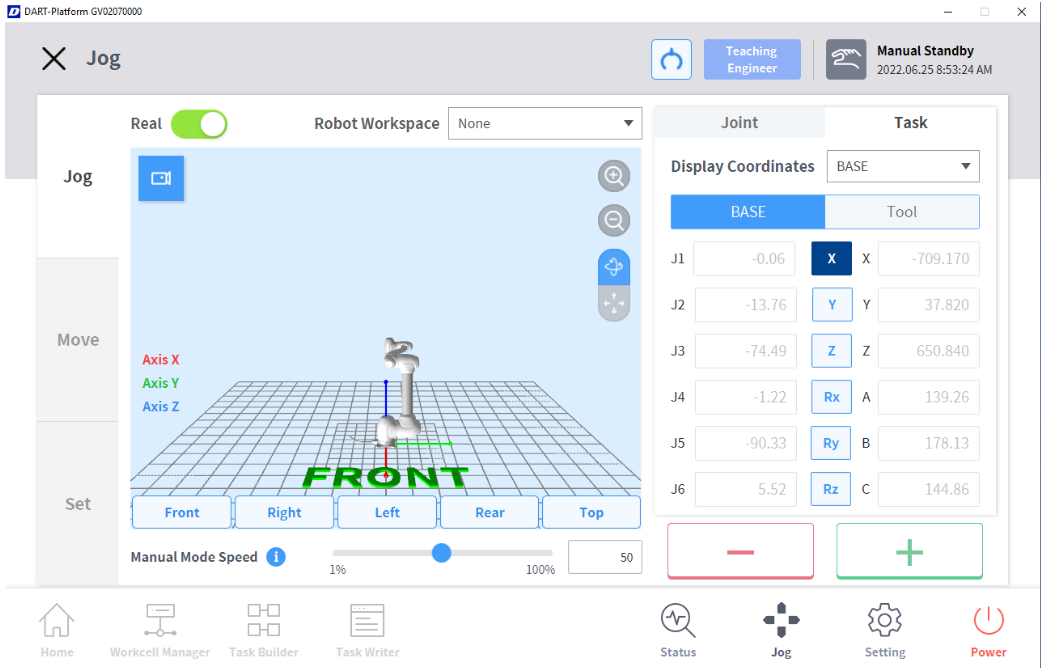 DART-Platform GV02070000
Jog
Teaching
Engineer
Manual Standby
2022.06.25 8:53:24 AM
Jog
Move
Set
Real
Robot Workspace
None
Axis X
Axis Y
Axis Z
FRONT
Front
Right
Left
Rear
Top
Manual Mode Speed
i
1%
100%
50
Joint
Task
Display Coordinates
BASE
BASE
Tool
J1 -0.06 X X -709.170
J2 -13.76 Y Y 37.820
J3 -74.49 Z Z 650.840
J4 -1.22 Rx A 139.26
J5 -90.33 Ry B 178.13
J6 5.52 Rz C 144.86
Home
Workcell Manager
Task Builder
Task Writer
Status
Jog
Setting
Power